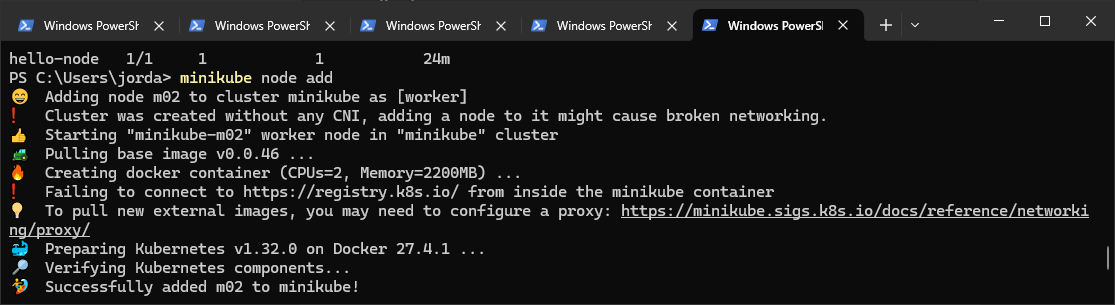 Windows PowerSh
Windows PowerSh
Windows PowerSh
Windows PowerSh
Windows PowerSh
hello-node   1/1     1            1           24m
PS C:\Users\jorda> minikube node add
😄  Adding node m02 to cluster minikube as [worker]
❗  Cluster was created without any CNI, adding a node to it might cause broken networking.
👍  Starting "minikube-m02" worker node in "minikube" cluster
🚜  Pulling base image v0.0.46 ...
🔥  Creating docker container (CPUs=2, Memory=2200MB) ...
❗  Failing to connect to https://registry.k8s.io/ from inside the minikube container
💡  To pull new external images, you may need to configure a proxy: https://minikube.sigs.k8s.io/docs/reference/networki
ng/proxy/
🐳  Preparing Kubernetes v1.32.0 on Docker 27.4.1 ...
🔎  Verifying Kubernetes components...
🏄  Successfully added m02 to minikube!